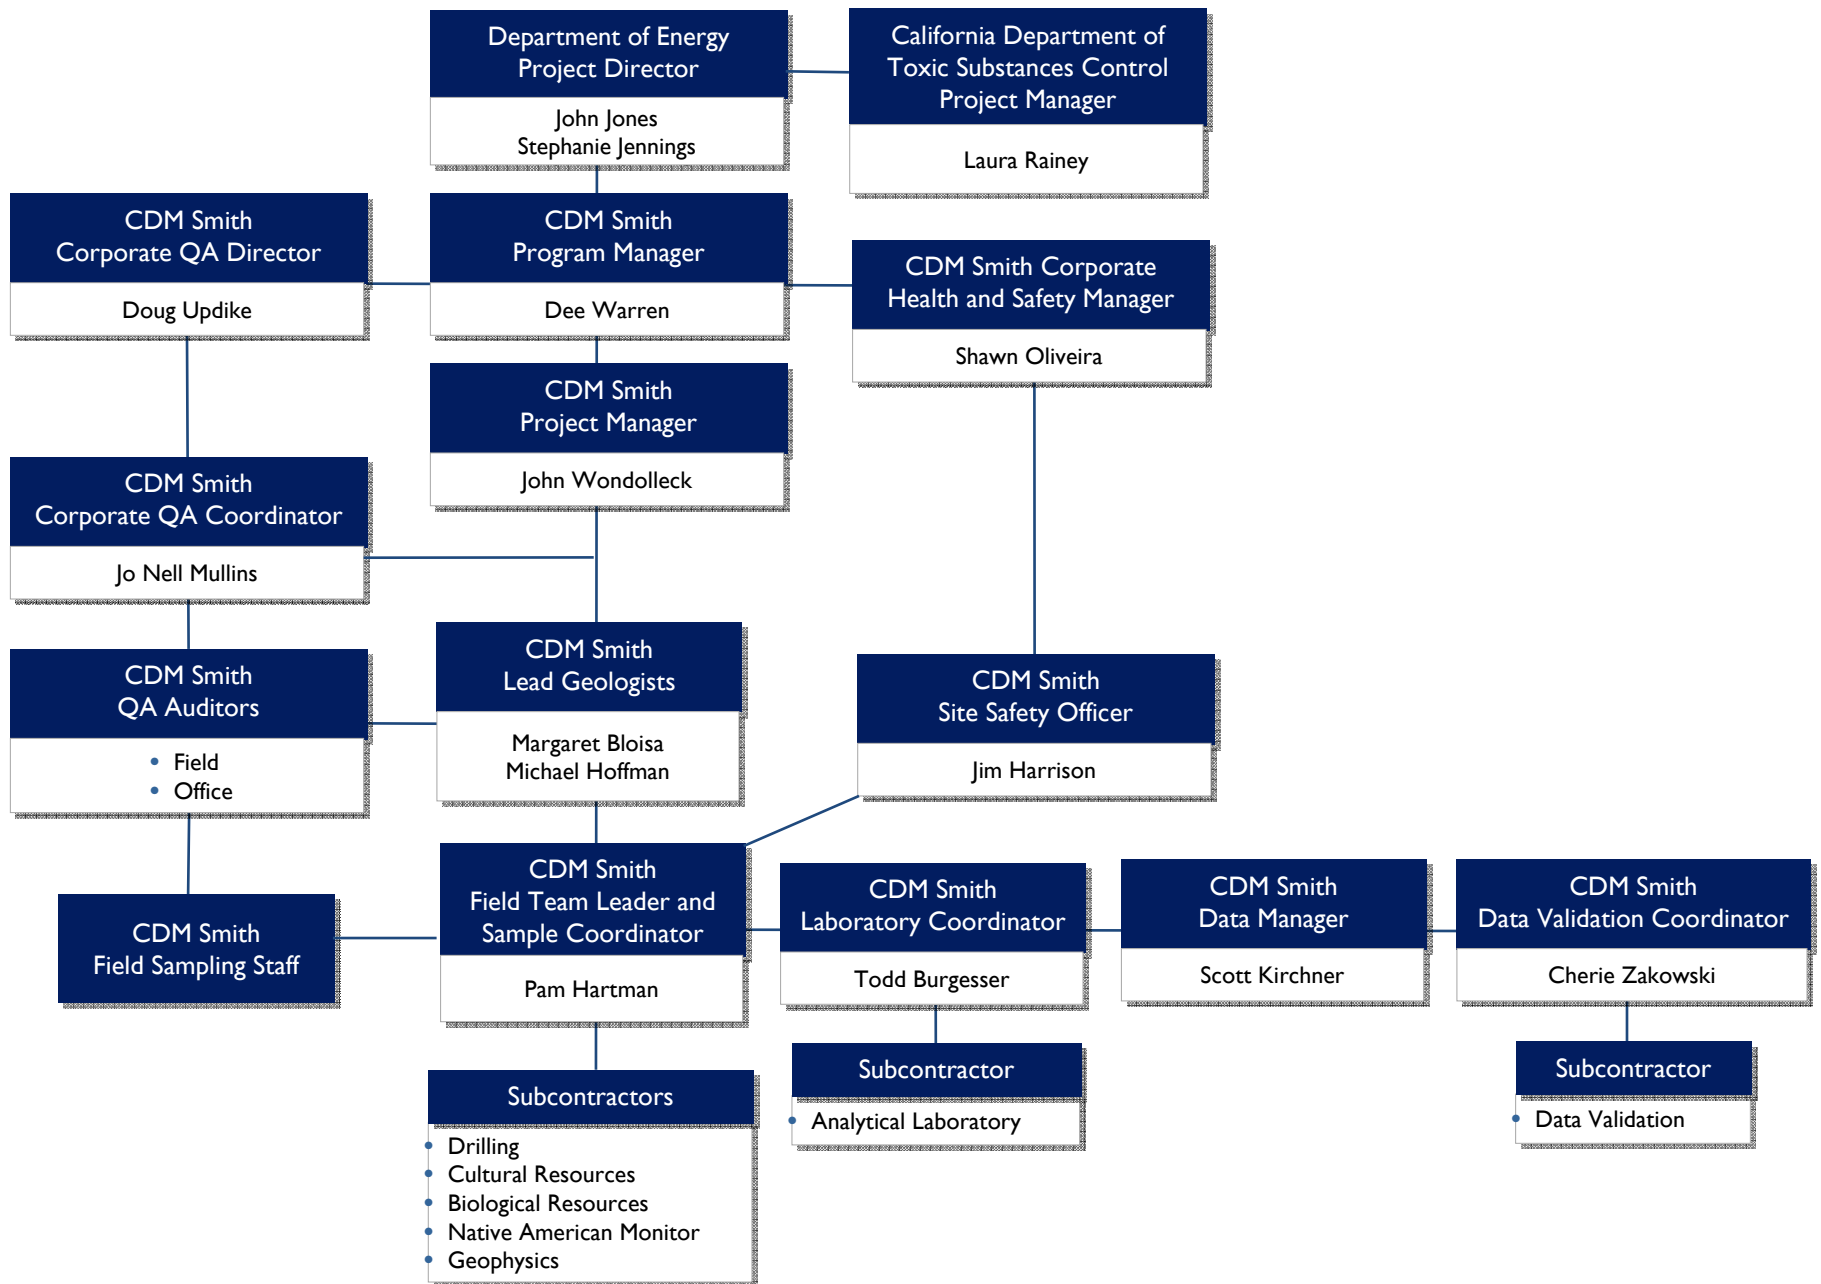 Department of Energy
Project Director
John Jones
Stephanie Jennings
California Department of
Toxic Substances Control
Project Manager
Laura Rainey
CDM Smith
Corporate QA Director
Doug Updike
CDM Smith
Program Manager
Dee Warren
CDM Smith Corporate
Health and Safety Manager
Shawn Oliveira
CDM Smith
Project Manager
John Wondolleck
CDM Smith
Corporate QA Coordinator
Jo Nell Mullins
CDM Smith
Lead Geologists
Margaret Bloisa
Michael Hoffman
CDM Smith
QA Auditors
• Field
• Office
CDM Smith
Site Safety Officer
Jim Harrison
CDM Smith
Field Sampling Staff
CDM Smith
Field Team Leader and
Sample Coordinator
Pam Hartman
CDM Smith
Laboratory Coordinator
Todd Burgesser
CDM Smith
Data Manager
Scott Kirchner
CDM Smith
Data Validation Coordinator
Cherie Zakowski
Subcontractors
• Drilling
• Cultural Resources
• Biological Resources
• Native American Monitor
• Geophysics
Subcontractor
• Analytical Laboratory
Subcontractor
• Data Validation